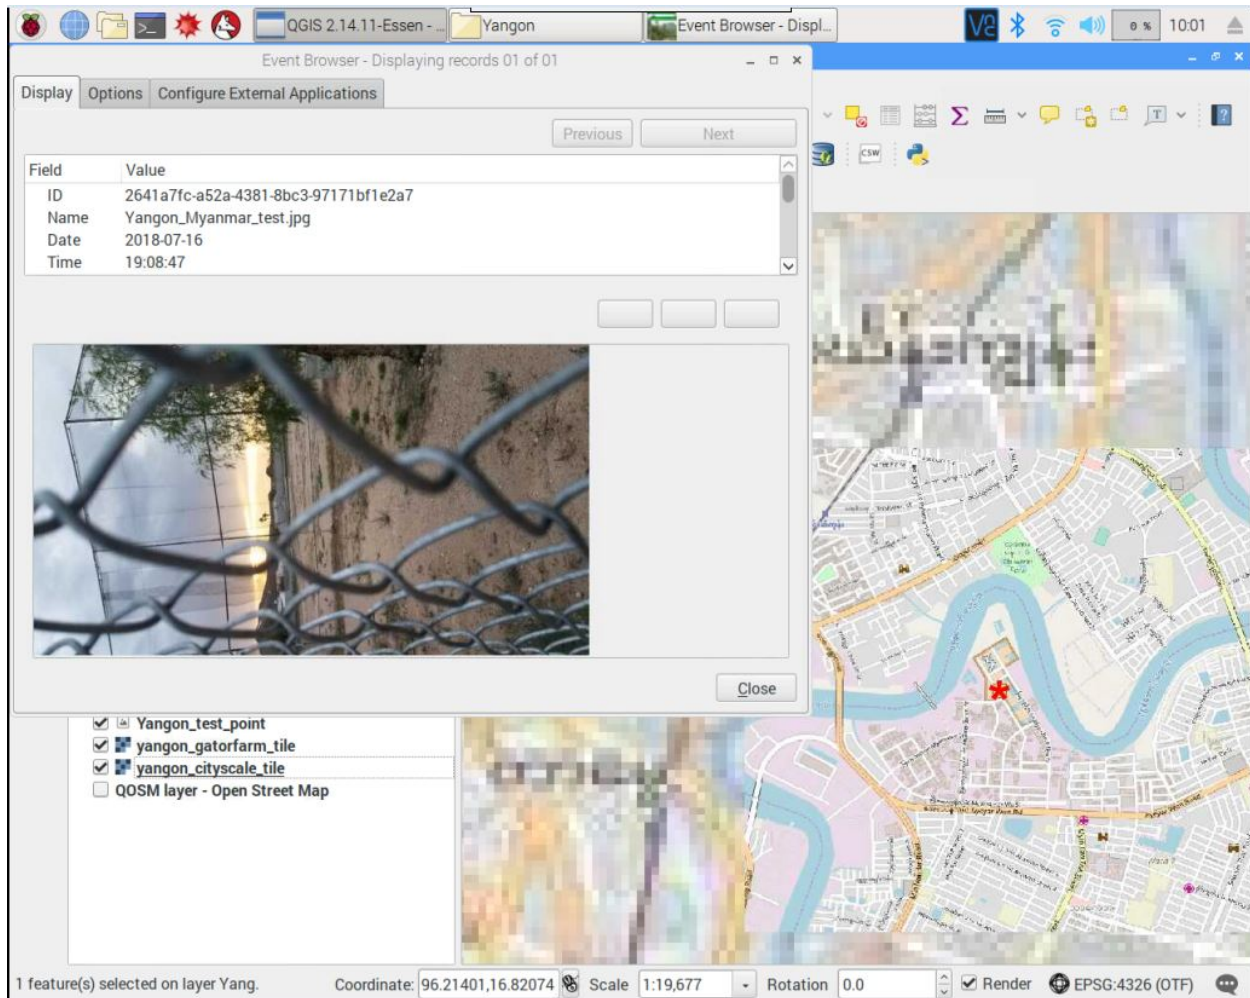 QGIS 2.14.11-Essen - ...
Yangon
Event Browser - Displ...
0 %
10:01
Event Browser - Displaying records 01 of 01
Display
Options
Configure External Applications
Previous
Next
Field Value
ID 2641a7fc-a52a-4381-8bc3-97171bf1e2a7
Name Yangon_Myanmar_test.jpg
Date 2018-07-16
Time 19:08:47
CSW
Close
Yangon_test_point
yangon_gatorfarm_tile
yangon_cityscale_tile
QOSM layer - Open Street Map
1 feature(s) selected on layer Yang.
Coordinate: 96.21401,16.82074
Scale 1:19,677
Rotation 0.0
Render
EPSG:4326 (OTF)